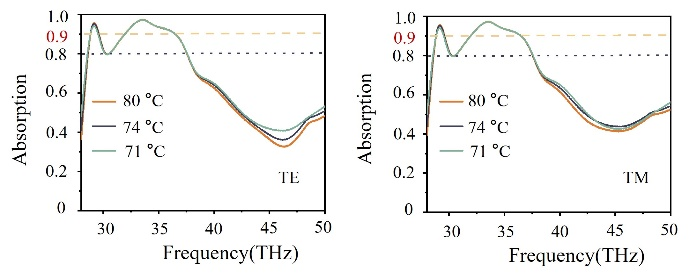 1.0
0.9
0.8
0.6
0.4
0.2
0
Absorption
80 °C
74 °C
71 °C
TE
30 35 40 45 50
Frequency(THz)
1.0
0.9
0.8
0.6
0.4
0.2
0
Absorption
80 °C
74 °C
71 °C
TM
30 35 40 45 50
Frequency(THz)